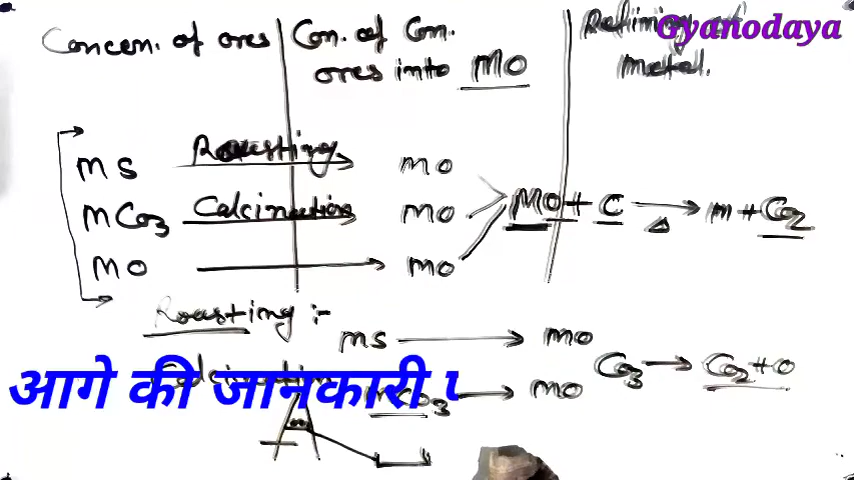 Concen. of ores
Con. of Con.
ores into MO
Refining of
Metal.
Gyanodaya
MS Roasting MO
MCO3 Calcination MO
MO MO
MO + C → M + CO2
Δ
Roasting :-
MS → MO
CO3 → CO2 + O
Calcination
MCO3 → MO
आगे की जानकारी